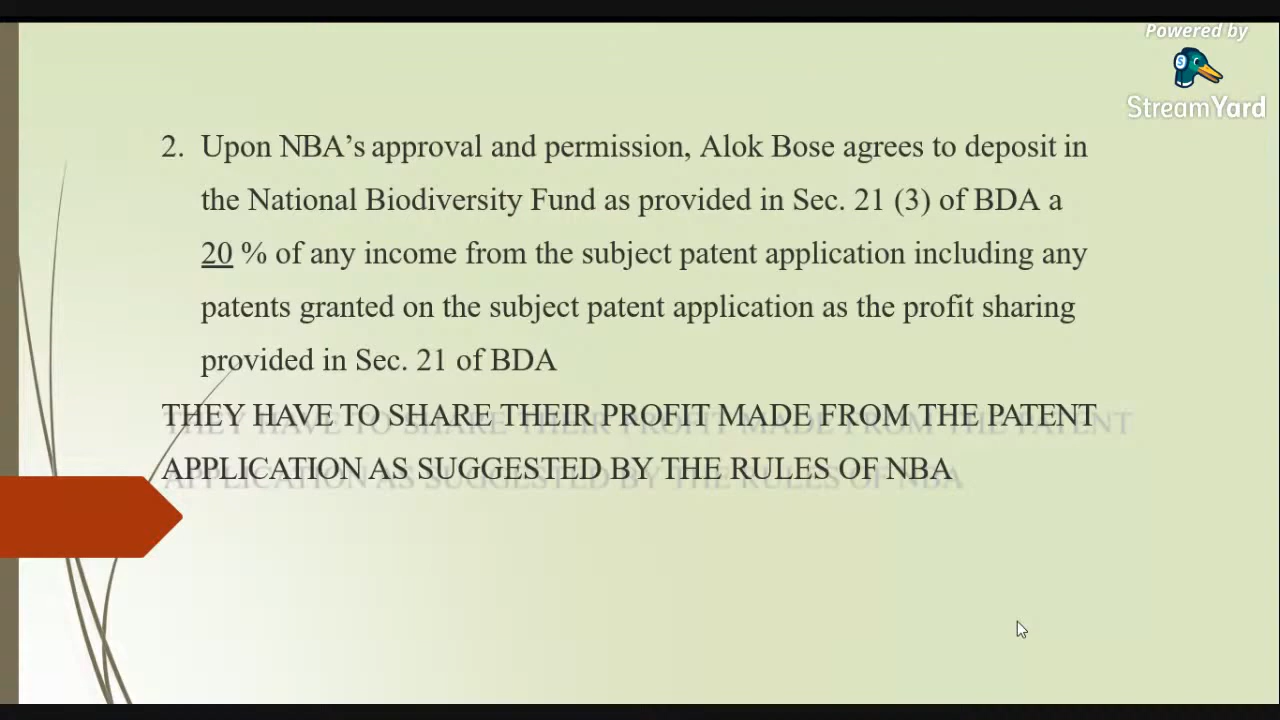 Powered by
StreamYard
2. Upon NBA's approval and permission, Alok Bose agrees to deposit in
the National Biodiversity Fund as provided in Sec. 21 (3) of BDA a
20 % of any income from the subject patent application including any
patents granted on the subject patent application as the profit sharing
provided in Sec. 21 of BDA
THEY HAVE TO SHARE THEIR PROFIT MADE FROM THE PATENT
APPLICATION AS SUGGESTED BY THE RULES OF NBA